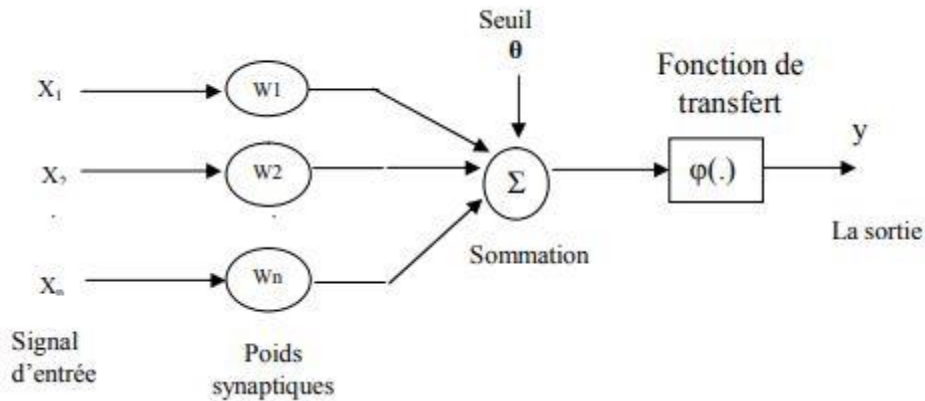 Seuil
θ
Fonction de
transfert
X₁
W1
y
X₂
W2
Σ
φ(.)
La sortie
Sommation
Xₙ
Wn
Signal
d’entrée
Poids
synaptiques